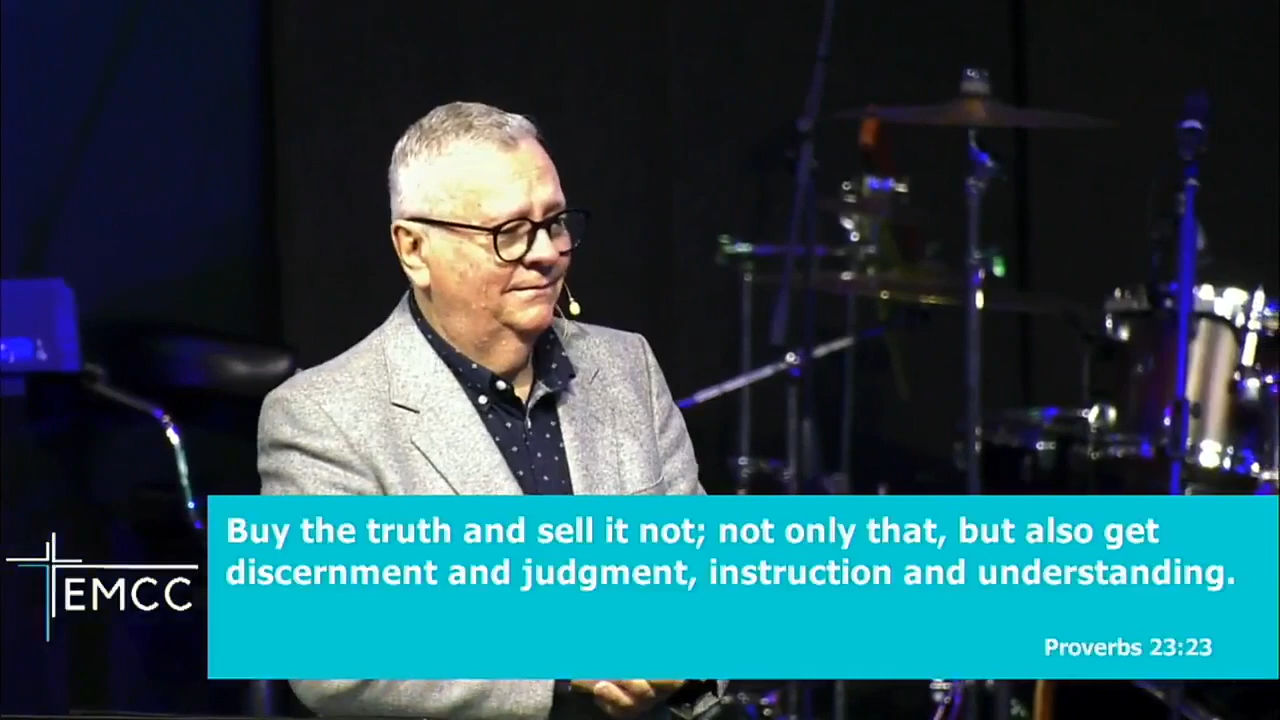 Buy the truth and sell it not; not only that, but also get
discernment and judgment, instruction and understanding.
Proverbs 23:23
EMCC